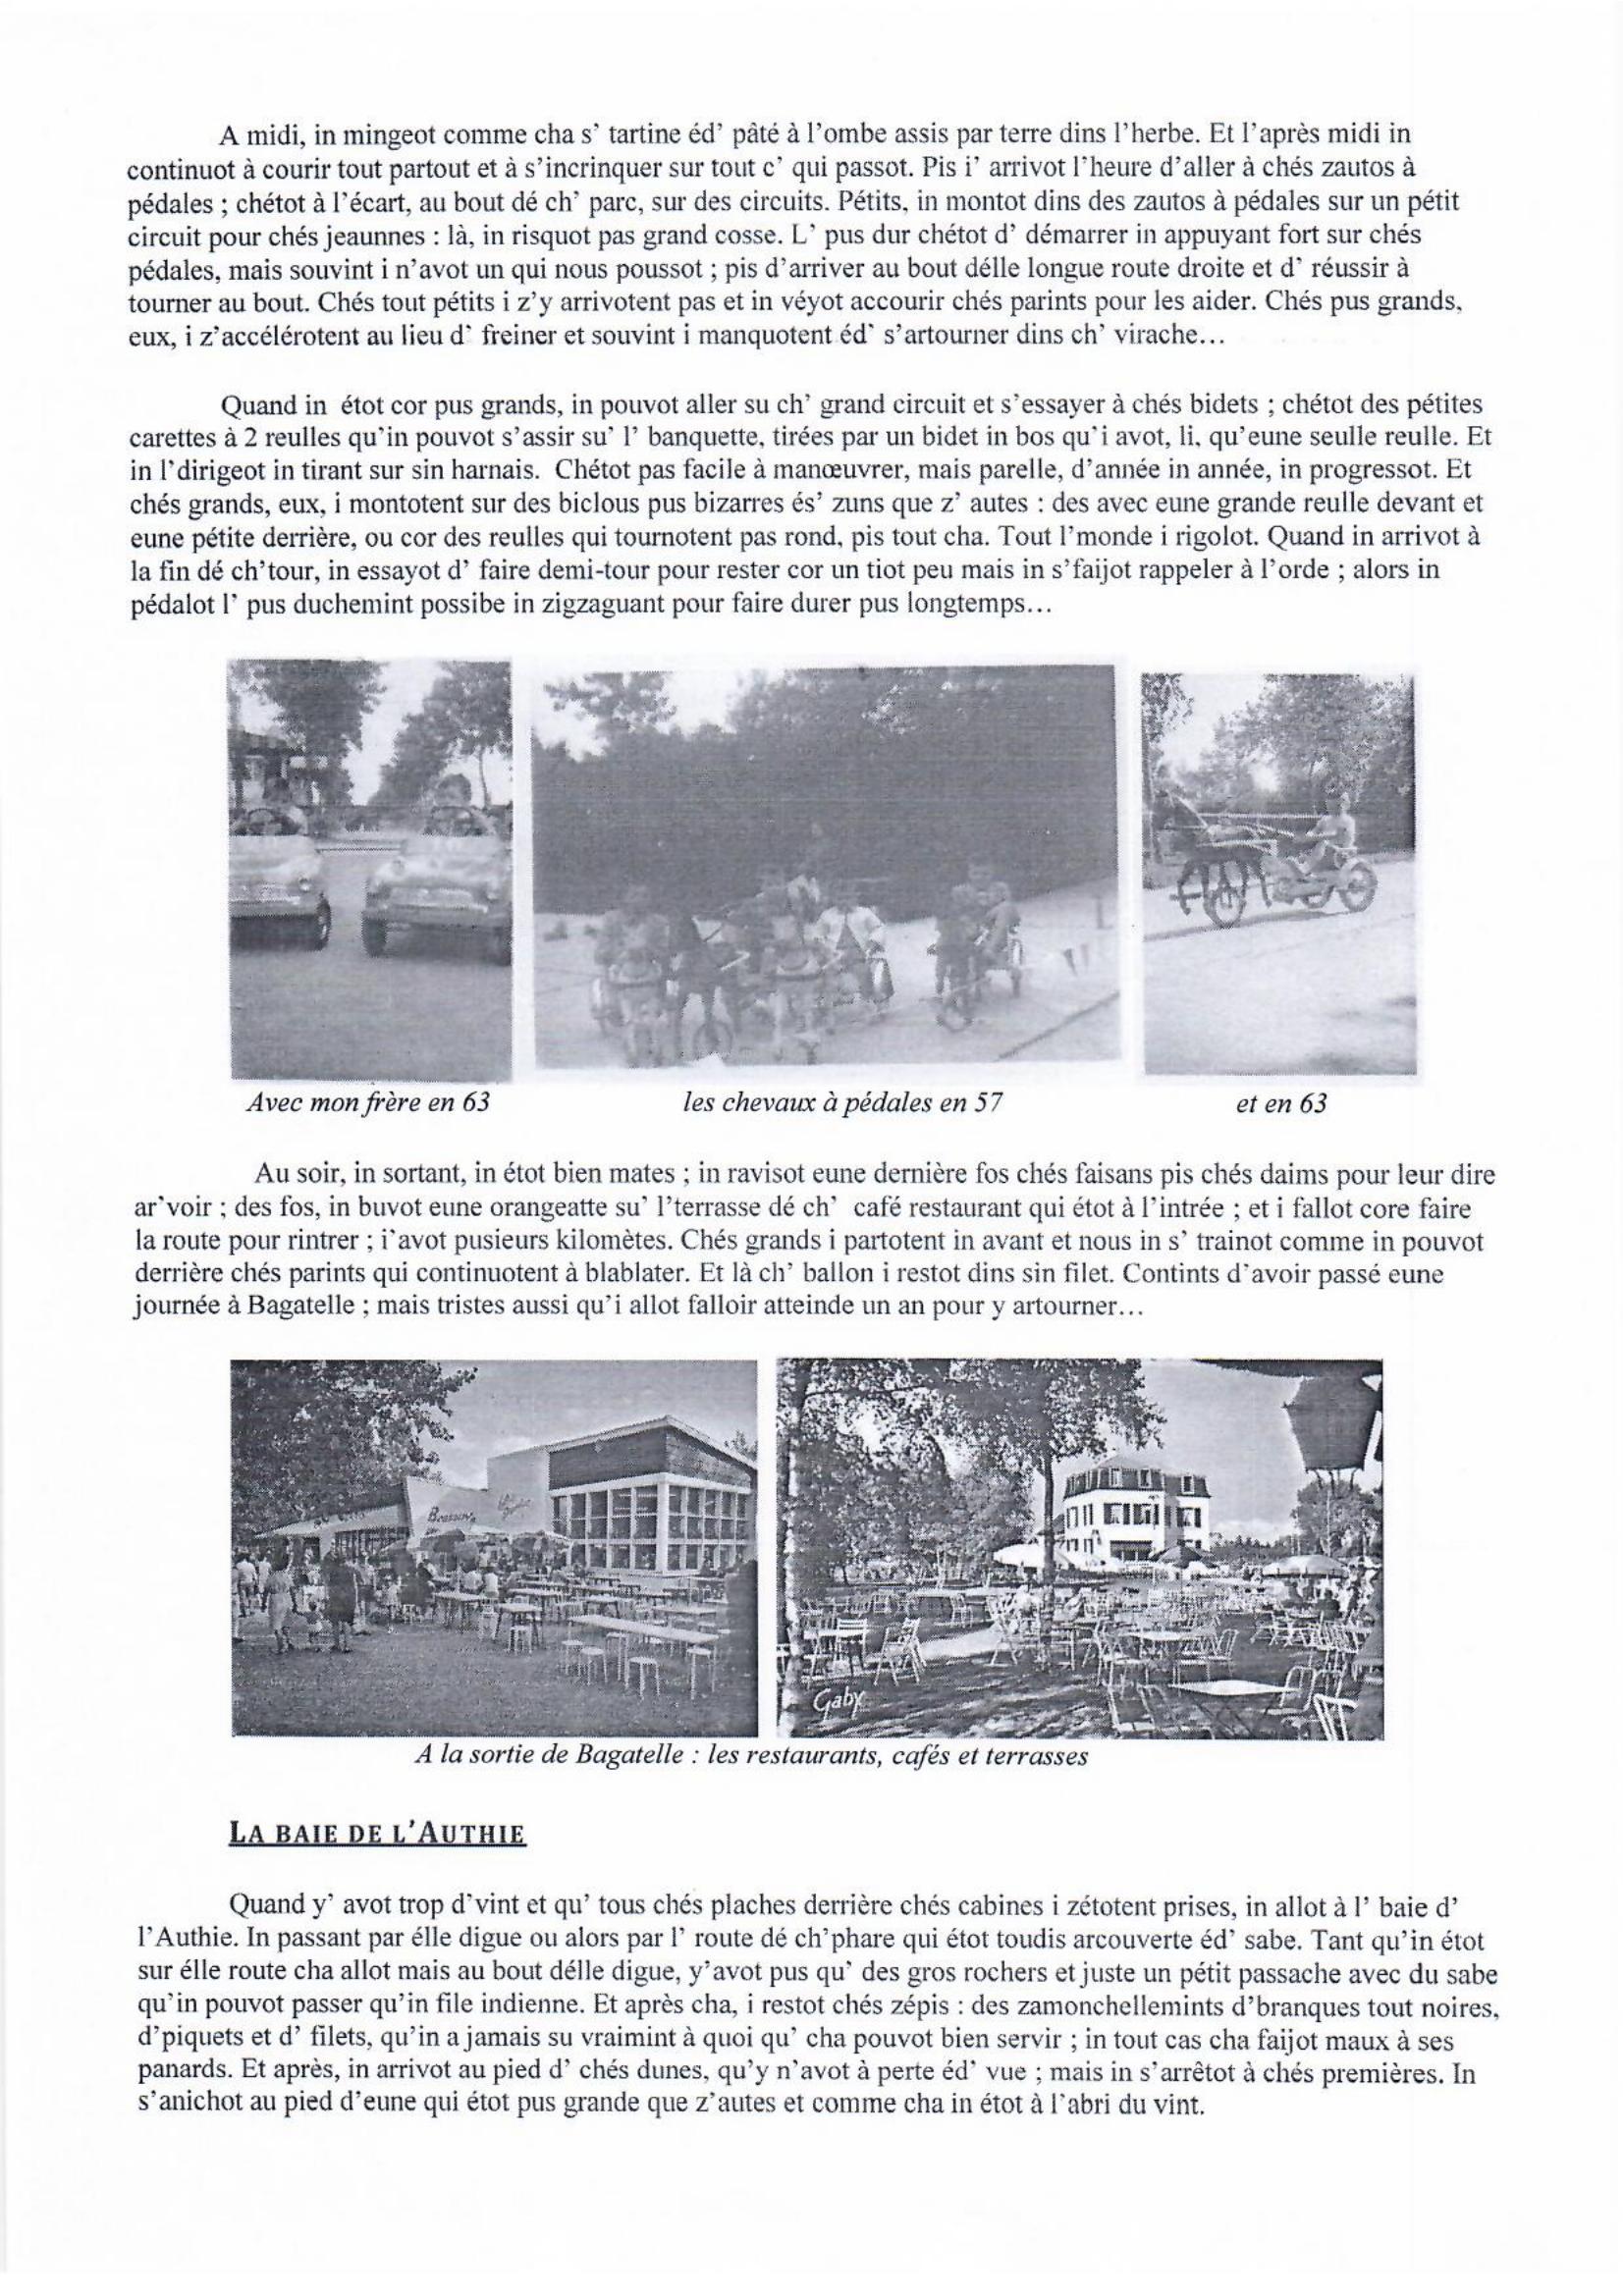 A midi, in mingeot comme cha s' tartine éd' pâté à l'ombe assis par terre dins l'herbe. Et l'après midi in
continuot à courir tout partout et à s'incrinquer sur tout c' qui passot. Pis i' arrivot l'heure d'aller à chés zautos à
pédales ; chétot à l'écart, au bout dé ch' parc, sur des circuits. Pétits, in montot dins des zautos à pédales sur un pétit
circuit pour chés jeaunnes : là, in risquot pas grand cosse. L' pus dur chétot d' démarrer in appuyant fort sur chés
pédales, mais souvint i n'avot un qui nous poussot ; pis d'arriver au bout délle longue route droite et d' réussir à
tourner au bout. Chés tout pétits i z'y arrivotent pas et in véyot accourir chés parints pour les aider. Chés pus grands,
eux, i z'accélérotent au lieu d' freiner et souvint i manquotent éd' s'artourner dins ch' virache...
Quand in étot cor pus grands, in pouvot aller su ch' grand circuit et s'essayer à chés bidets ; chétot des pétites
carettes à 2 reulles qu'in pouvot s'assir su' l' banquette, tirées par un bidet in bos qu'i avot, li, qu'eune seulle reulle. Et
in l'dirigeot in tirant sur sin harnais. Chétot pas facile à manœuvrer, mais parelle, d'année in année, in progressot. Et
chés grands, eux, i montotent sur des biclous pus bizarres és' zuns que z' autes : des avec eune grande reulle devant et
eune pétite derrière, ou cor des reulles qui tournotent pas rond, pis tout cha. Tout l'monde i rigolot. Quand in arrivot à
la fin dé ch'tour, in essayot d' faire demi-tour pour rester cor un tiot peu mais in s'faijot rappeler à l'orde ; alors in
pédalot l' pus duchemint possibe in zigzaguant pour faire durer pus longtemps...
Avec mon frère en 63
les chevaux à pédales en 57
et en 63
Au soir, in sortant, in étot bien mates ; in ravisot eune dernière fos chés faisans pis chés daims pour leur dire
ar'voir ; des fos, in buvot eune orangeatte su' l'terrasse dé ch' café restaurant qui étot à l'intrée ; et i fallot core faire
la route pour rintrer ; i'avot pusieurs kilomètes. Chés grands i partotent in avant et nous in s' trainot comme in pouvot
derrière chés parints qui continuotent à blablater. Et là ch' ballon i restot dins sin filet. Contints d'avoir passé eune
journée à Bagatelle ; mais tristes aussi qu'i allot falloir atteinde un an pour y artourner...
Gaby
A la sortie de Bagatelle : les restaurants, cafés et terrasses
LA BAIE DE L'AUTHIE
Quand y' avot trop d'vint et qu' tous chés plaches derrière chés cabines i zétotent prises, in allot à l' baie d'
l'Authie. In passant par élle digue ou alors par l' route dé ch'phare qui étot toudis arcouverte éd' sabe. Tant qu'in étot
sur élle route cha allot mais au bout délle digue, y'avot pus qu' des gros rochers et juste un pétit passache avec du sabe
qu'in pouvot passer qu'in file indienne. Et après cha, i restot chés zépis : des zamonchellemints d'branques tout noires,
d'piquets et d' filets, qu'in a jamais su vraimint à quoi qu' cha pouvot bien servir ; in tout cas cha faijot maux à ses
panards. Et après, in arrivot au pied d' chés dunes, qu'y n'avot à perte éd' vue ; mais in s'arrêtot à chés premières. In
s'anichot au pied d'eune qui étot pus grande que z'autes et comme cha in étot à l'abri du vint.